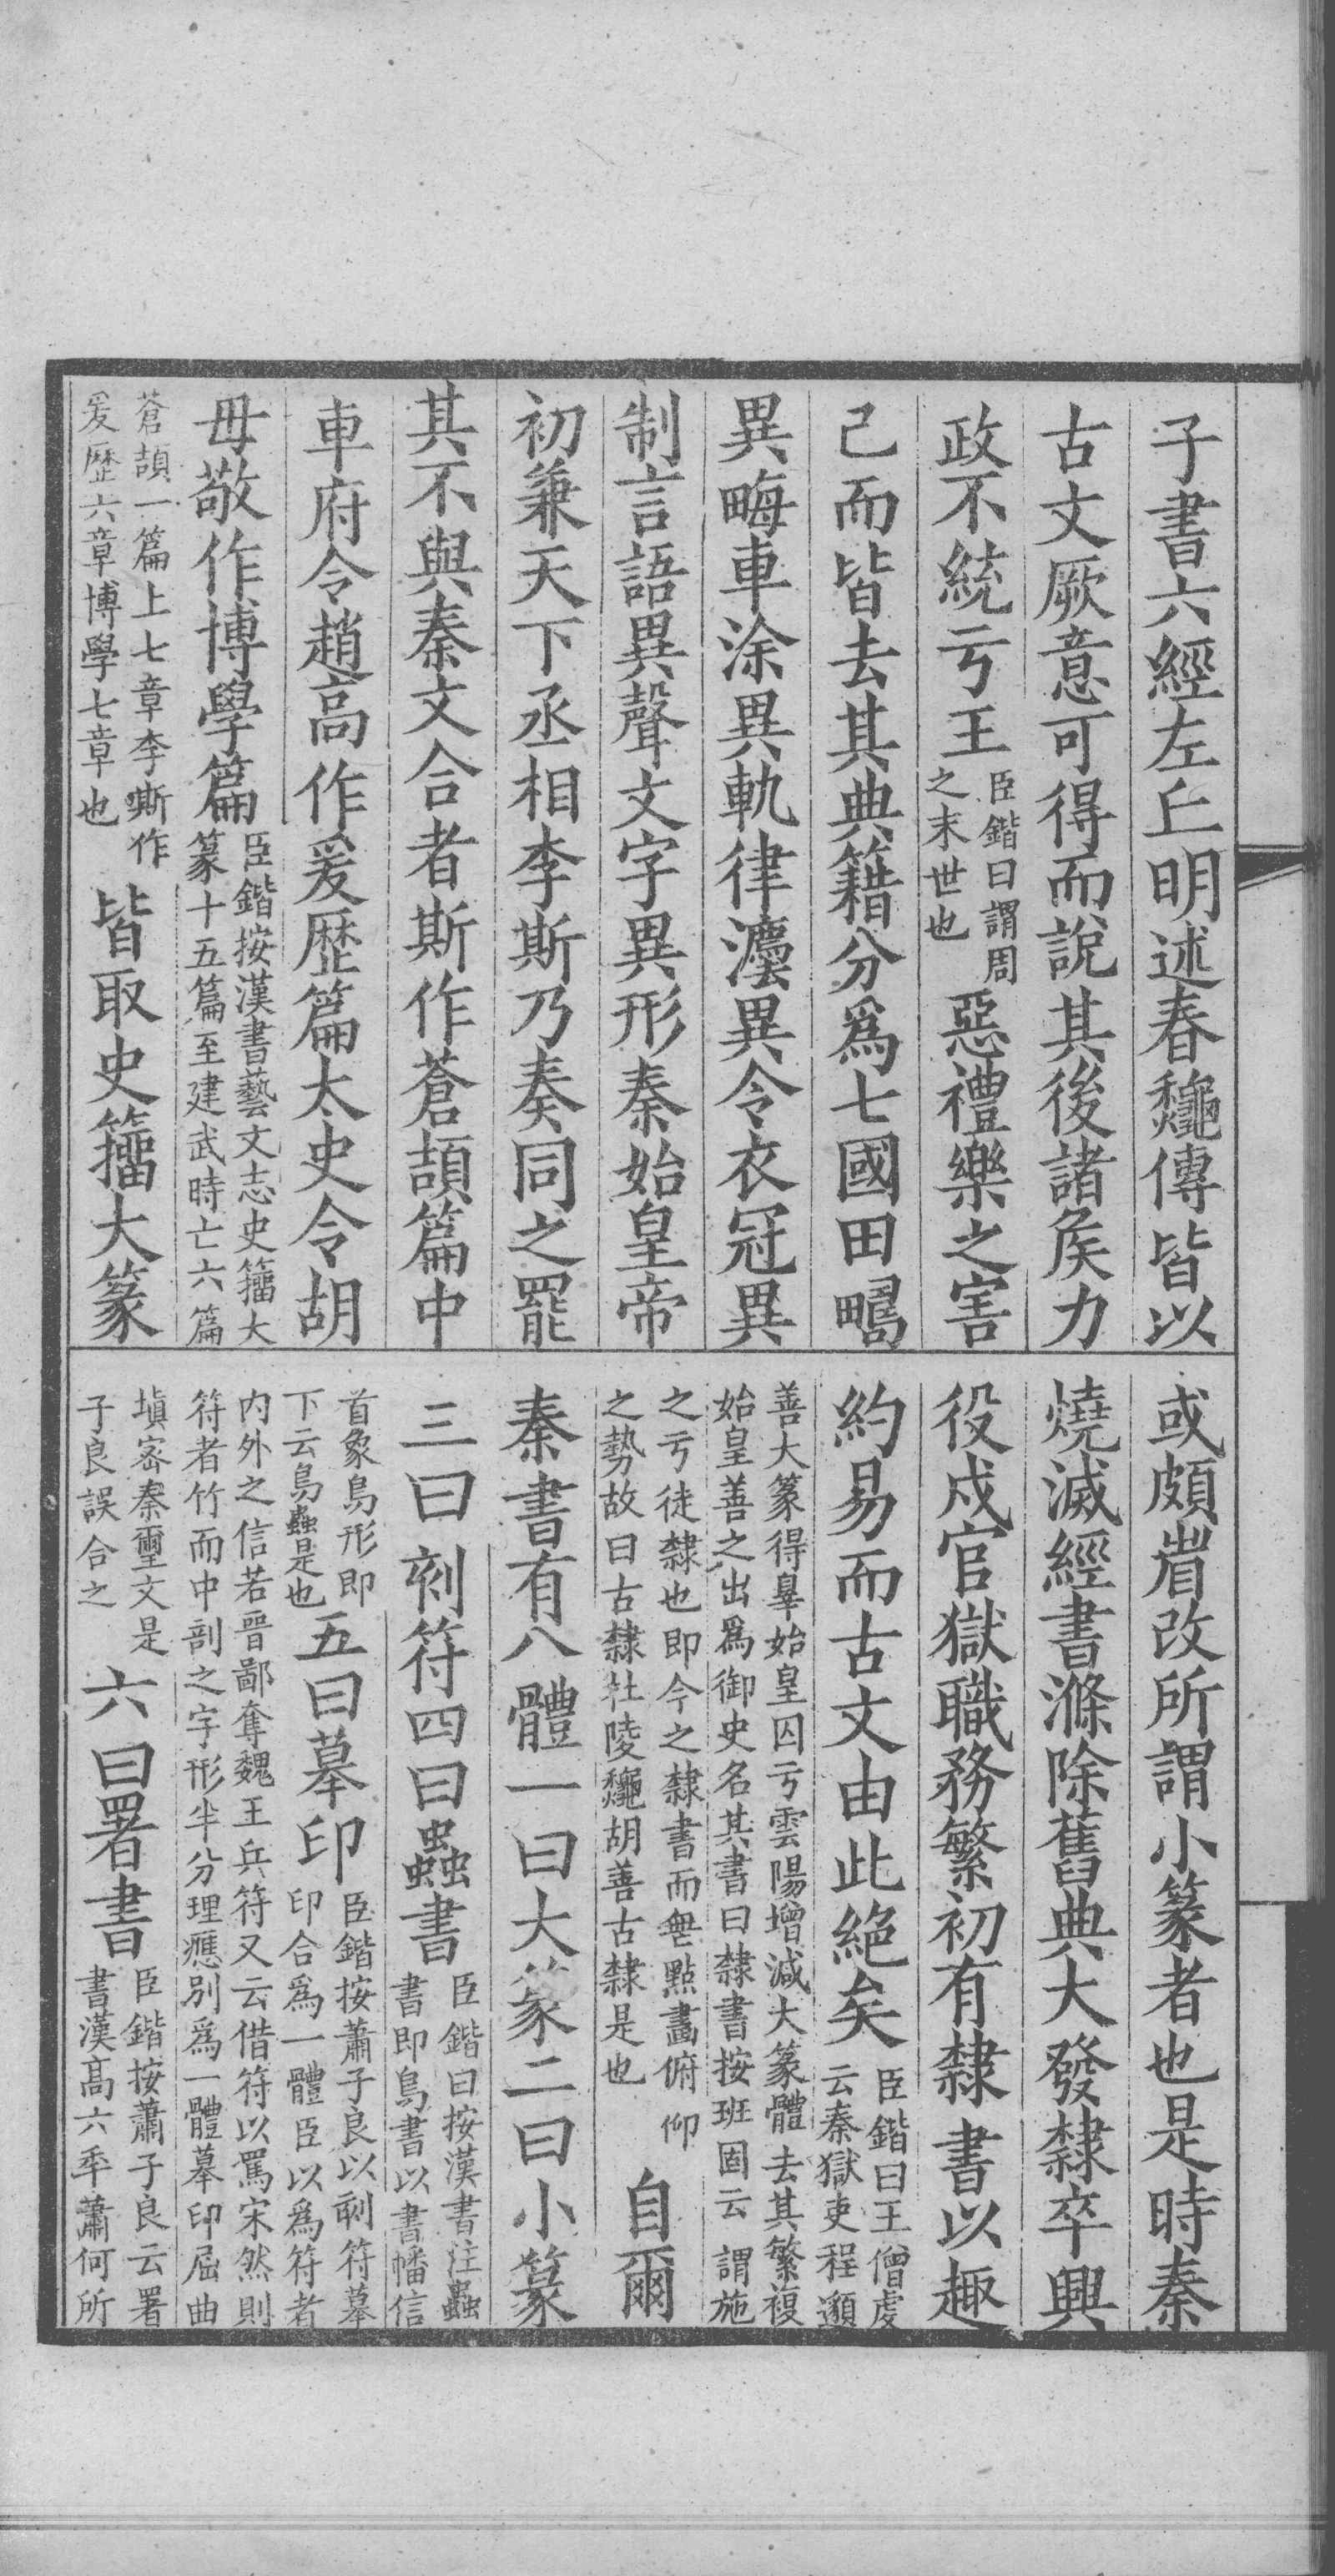 子書六經左丘明述春龝傳皆以
古文厥意可得而說其後諸矦力
政不統亏王臣鍇曰謂周之末世也惡禮樂之害
己而皆去其典籍分爲七國田疇
異畮車涂異軌律灋異令衣冠異
制言語異聲文字異形秦始皇帝
初兼天下丞相李斯乃奏同之罷
其不與秦文合者斯作蒼頡篇中
車府令趙高作爰歷篇太史令胡
毋敬作博學篇臣鍇按漢書藝文志史籀大篆十五篇至建武時亡六篇
蒼頡一篇上七章李嘶作爰歷六章博學七章也皆取史籀大篆
或頗省改所謂小篆者也是時秦
燒滅經書滌除舊典大發隸卒興
役戍官獄職務繁初有隸書以趣
約易而古文由此絕矣臣鍇曰王僧虔云秦獄吏程邈
善大篆得辠始皇囚亏雲陽增減大篆體去其繁複始皇善之出爲御史名其書曰隸書按班固云謂施
之亏徒隸也即今之隸書而無點畫俯仰之勢故曰古隸杜陵龝胡善古隸是也自爾
秦書有八體一曰大篆二曰小篆
三曰刻符四曰蟲書臣鍇曰按漢書注蟲書即鳥書以書幡信
首象鳥形即下云鳥蟲是也五曰摹印臣鍇按蕭子良以刻符摹印合爲一體臣以爲符者
內外之信若晉鄙奪魏王兵符又云借符以罵宋然則符者竹而中剖之字形半分理應別爲一體摹印屈曲
塡密秦璽文是子良誤合之六曰署書臣鍇按蕭子良云署書漢高六年蕭何所